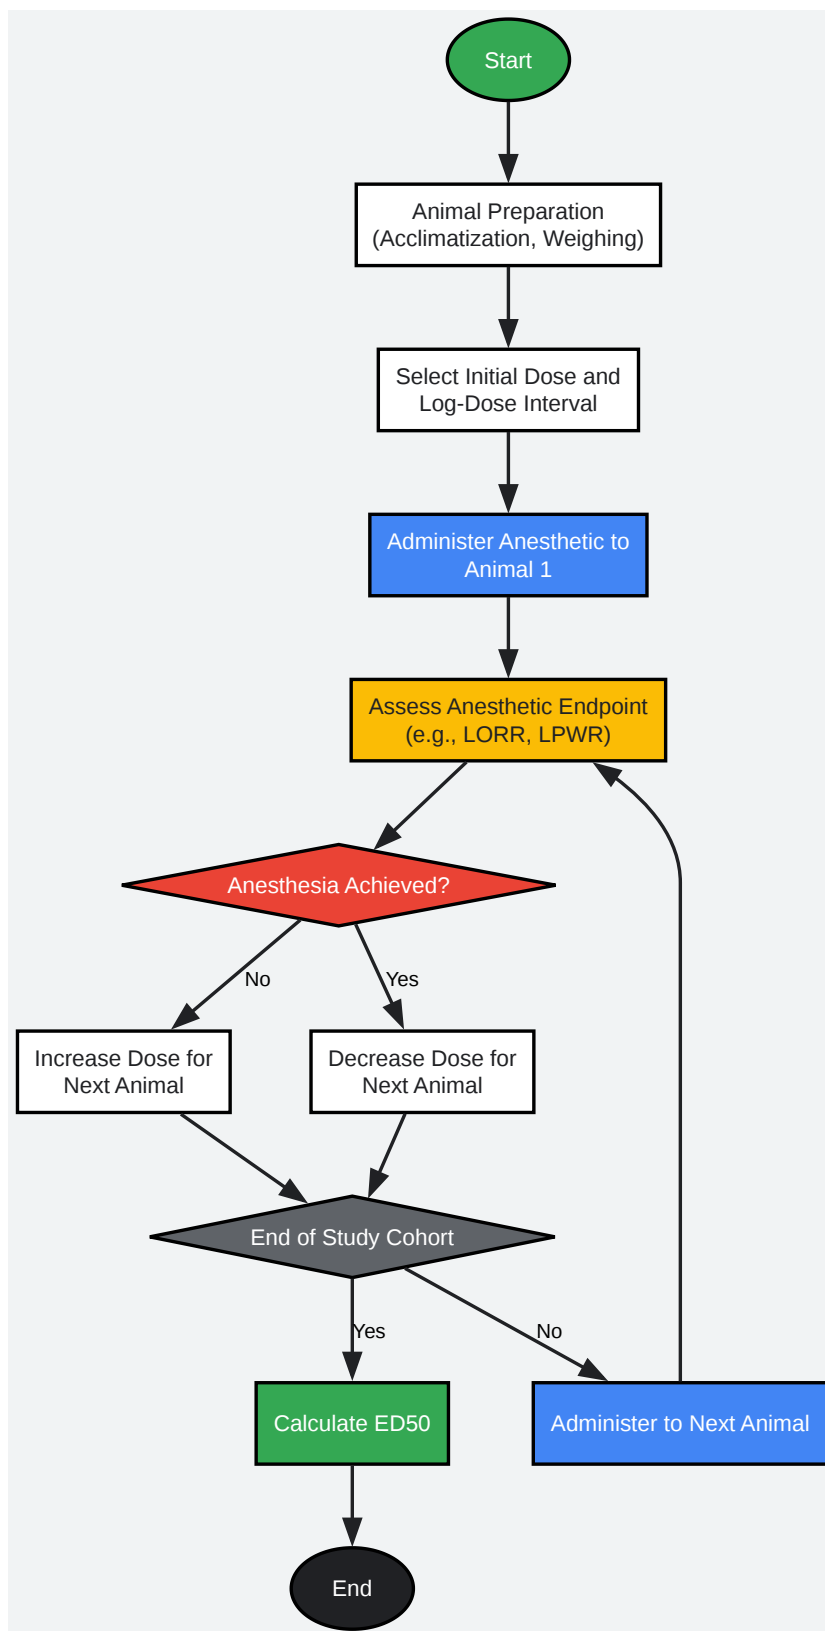 Start
Animal Preparation
(Acclimatization, Weighing)
Select Initial Dose and
Log-Dose Interval
Administer Anesthetic to
Animal 1
Assess Anesthetic Endpoint
(e.g., LORR, LPWR)
Anesthesia Achieved?
No
Yes
Increase Dose for
Next Animal
Decrease Dose for
Next Animal
End of Study Cohort
Yes
No
Calculate ED50
Administer to Next Animal
End